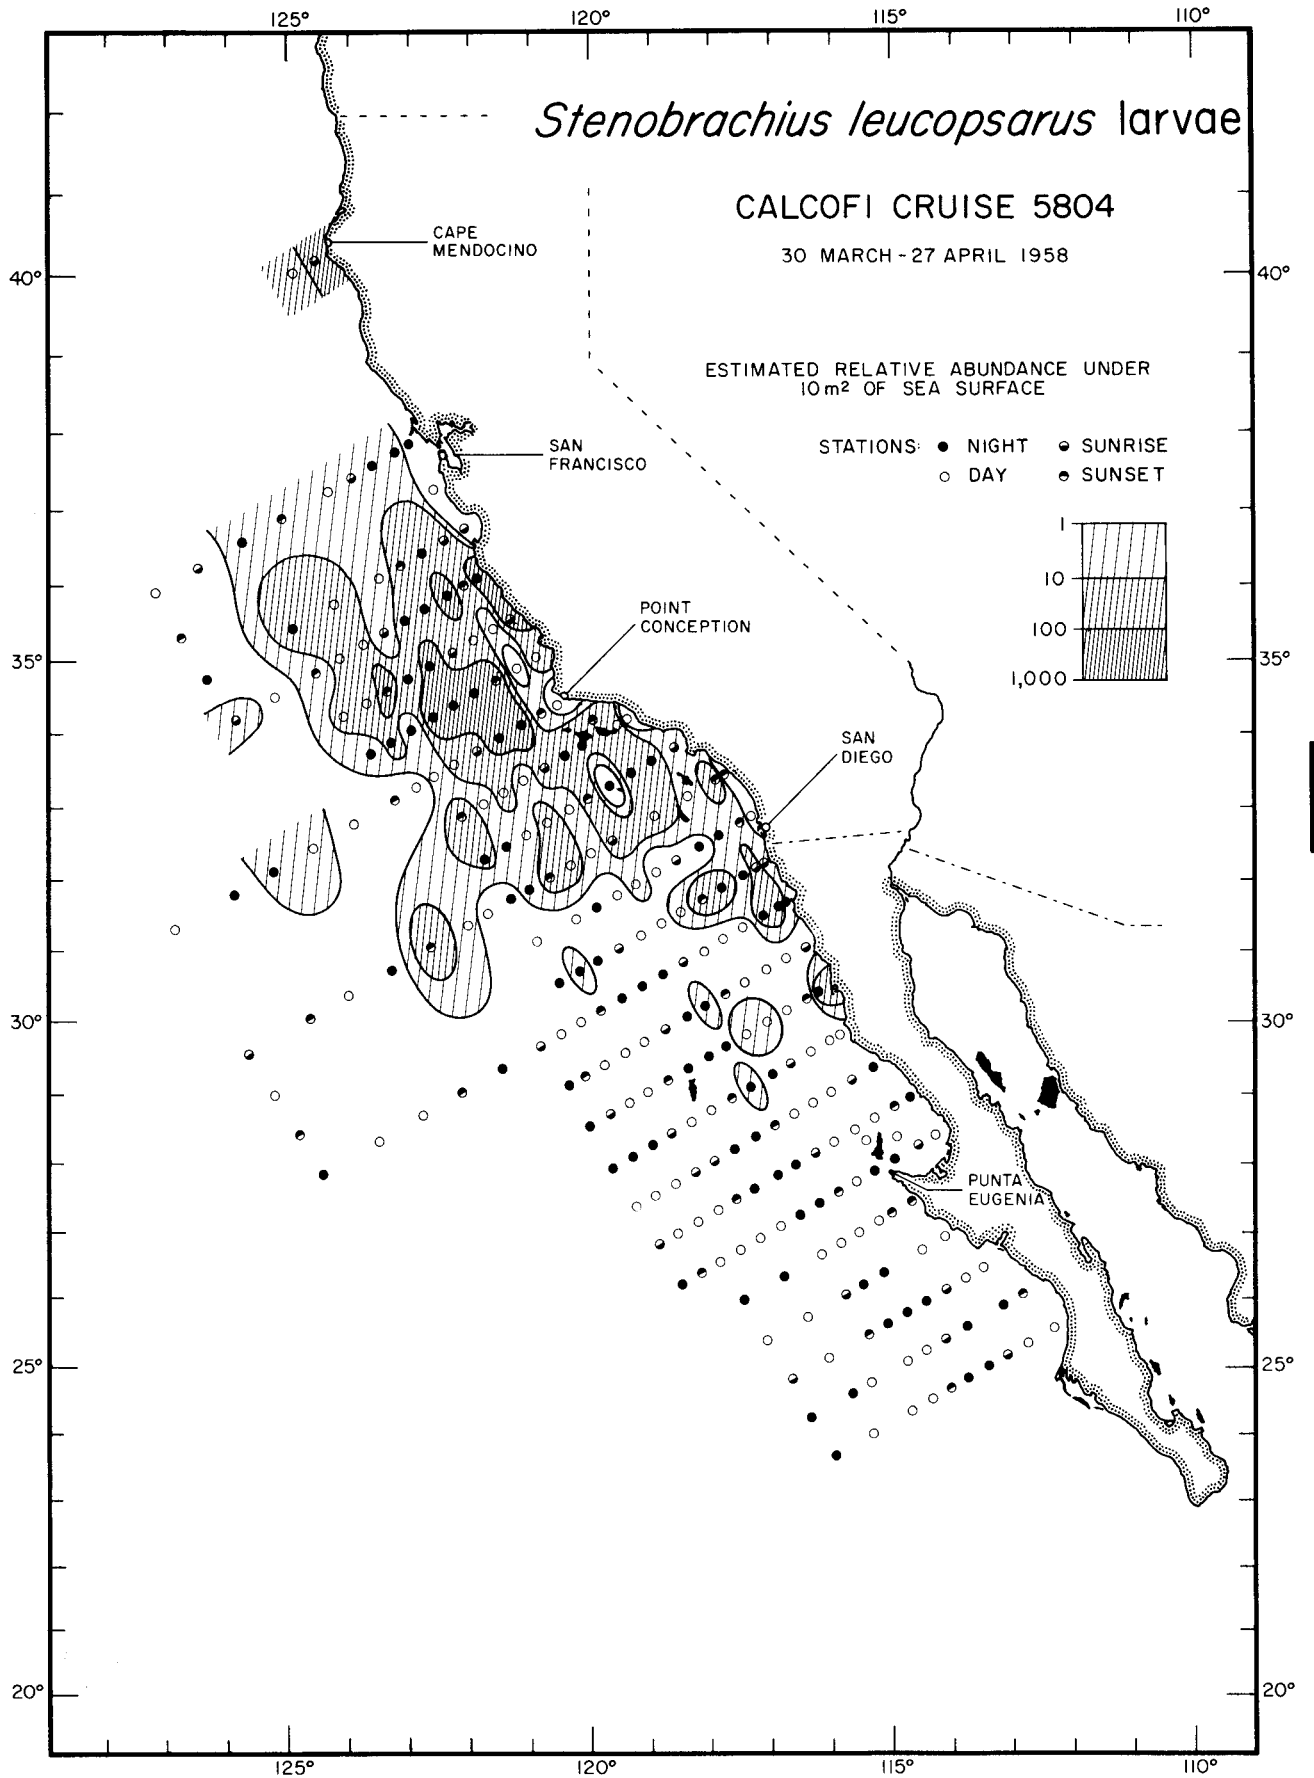 125° 120° 115° 110°
Stenobrachius leucopsarus larvae
CALCOFI CRUISE 5804
30 MARCH - 27 APRIL 1958
CAPE
MENDOCINO
40° 40°
ESTIMATED RELATIVE ABUNDANCE UNDER
10 m² OF SEA SURFACE
STATIONS: ● NIGHT ◒ SUNRISE
○ DAY ◓ SUNSET
SAN
FRANCISCO
1
10
100
1,000
POINT
CONCEPTION
35° 35°
SAN
DIEGO
30° 30°
PUNTA
EUGENIA
25° 25°
20° 20°
125° 120° 115° 110°